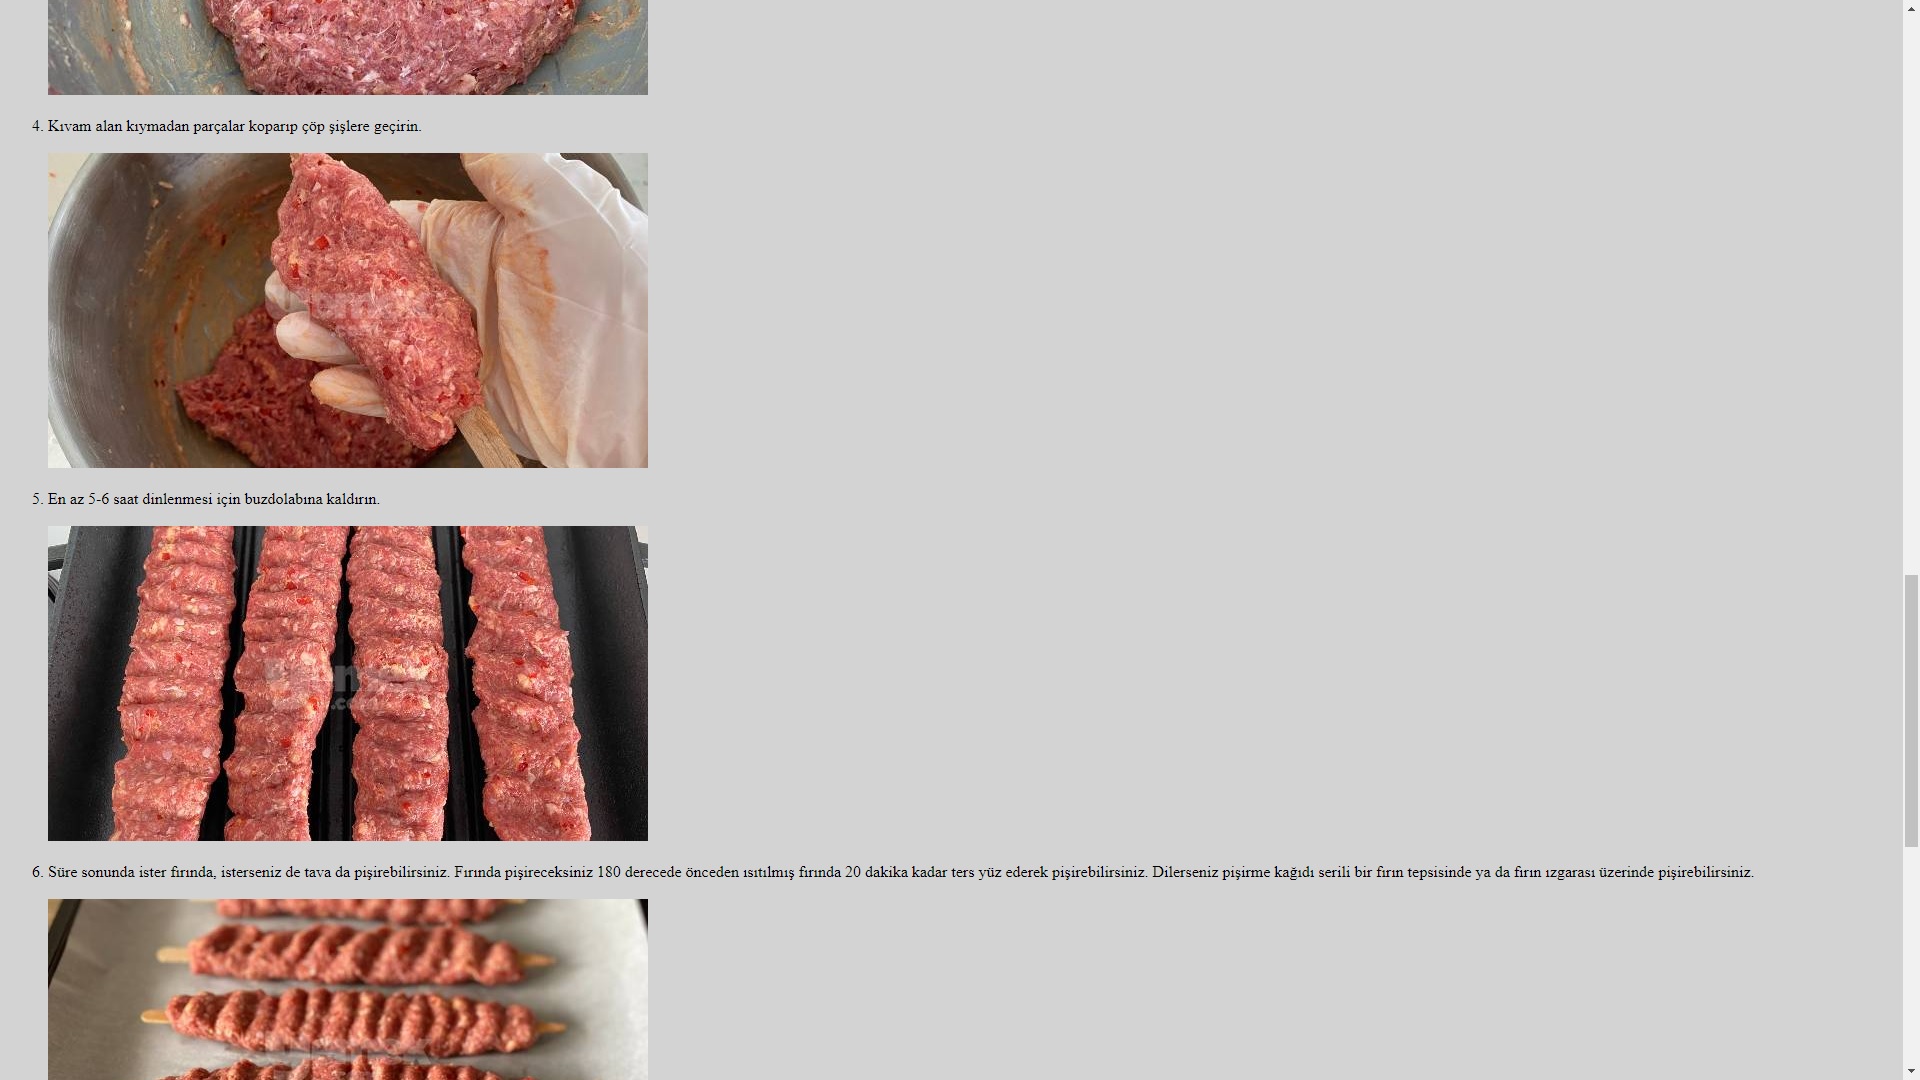 4. Kıvam alan kıymadan parçalar koparıp çöp şişlere geçirin.
5. En az 5-6 saat dinlenmesi için buzdolabına kaldırın.
6. Süre sonunda ister fırında, isterseniz de tava da pişirebilirsiniz. Fırında pişireceksiniz 180 derecede önceden ısıtılmış fırında 20 dakika kadar ters yüz ederek pişirebilirsiniz. Dilerseniz pişirme kağıdı serili bir fırın tepsisinde ya da fırın ızgarası üzerinde pişirebilirsiniz.